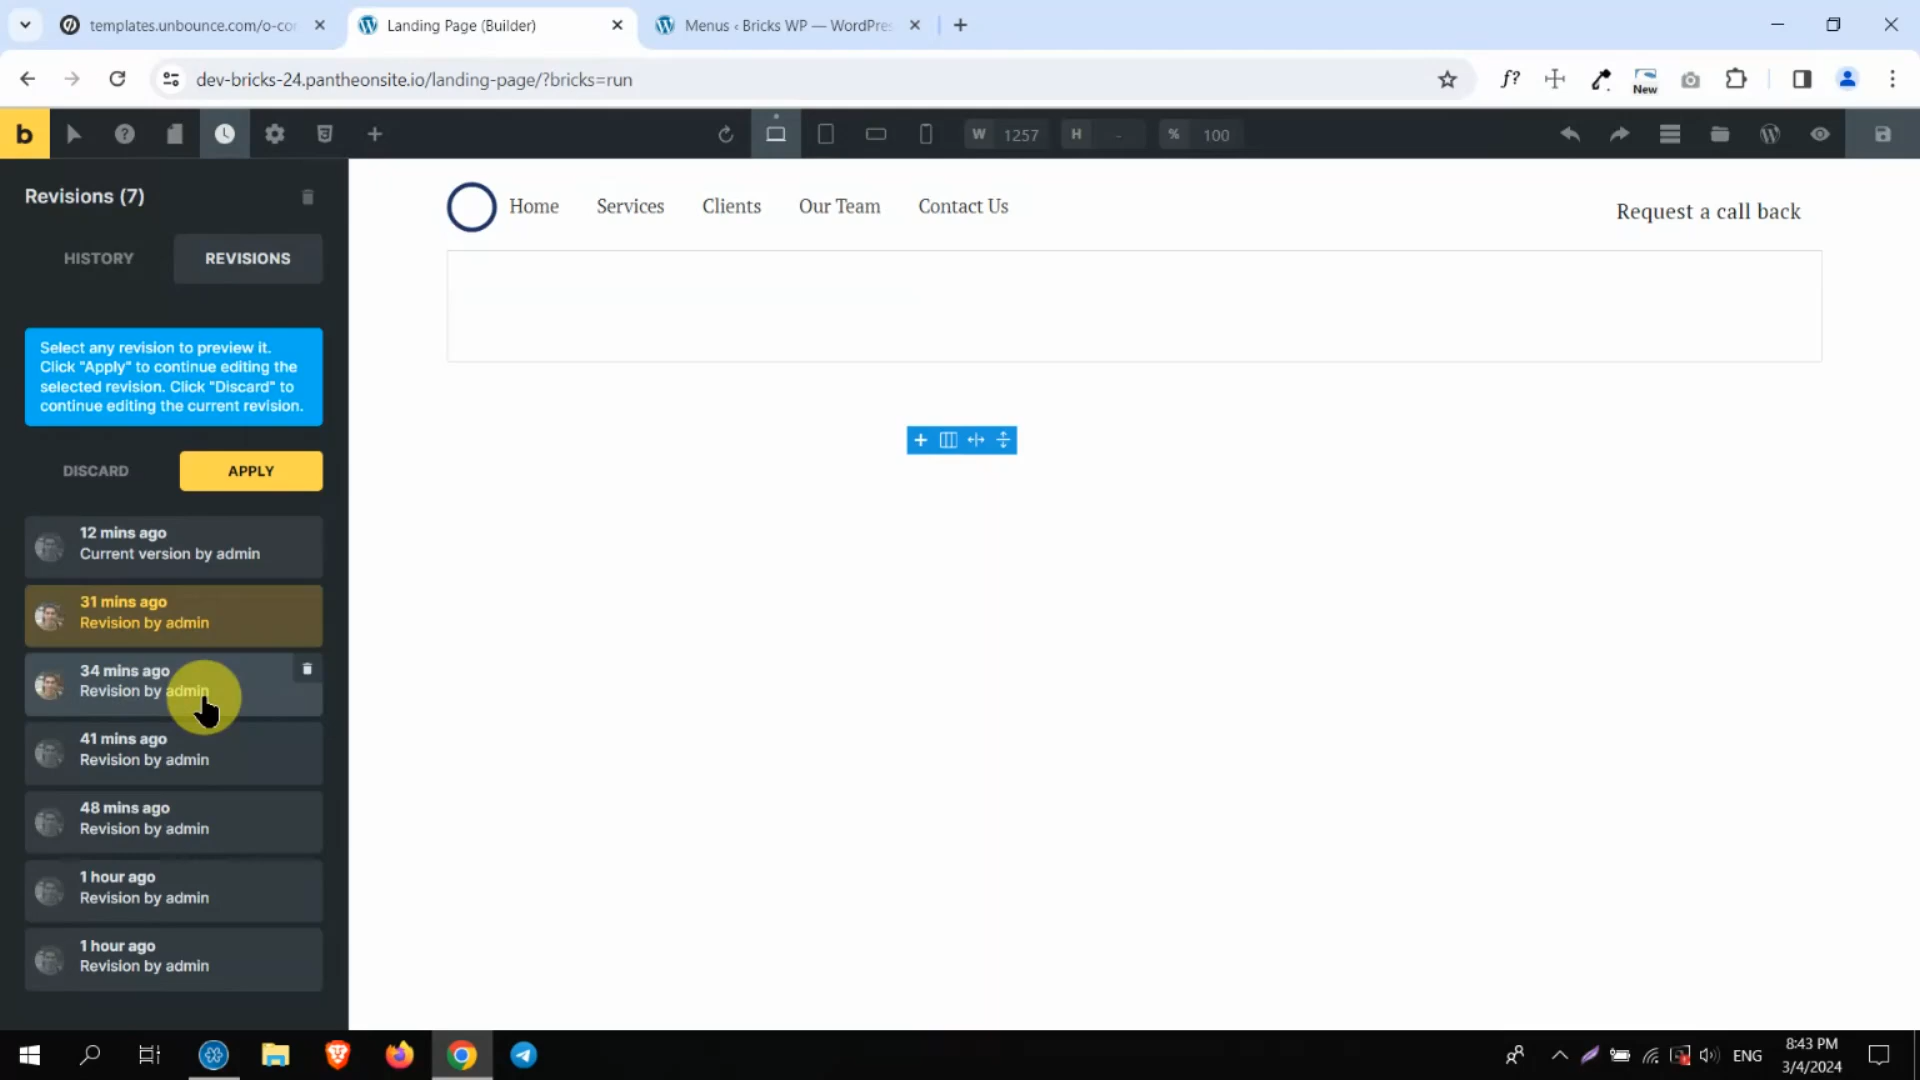 templates.unbounce.com/o-co
Landing Page (Builder)
Menus ‹ Bricks WP — WordPre
dev-bricks-24.pantheonsite.io/landing-page/?bricks=run
f?
New
b
W 1257
H -
% 100
Revisions (7)
HISTORY
REVISIONS
Select any revision to preview it.
Click "Apply" to continue editing the
selected revision. Click "Discard" to
continue editing the current revision.
DISCARD
APPLY
12 mins ago
Current version by admin
31 mins ago
Revision by admin
34 mins ago
Revision by admin
41 mins ago
Revision by admin
48 mins ago
Revision by admin
1 hour ago
Revision by admin
1 hour ago
Revision by admin
Home
Services
Clients
Our Team
Contact Us
Request a call back
ENG
8:43 PM
3/4/2024